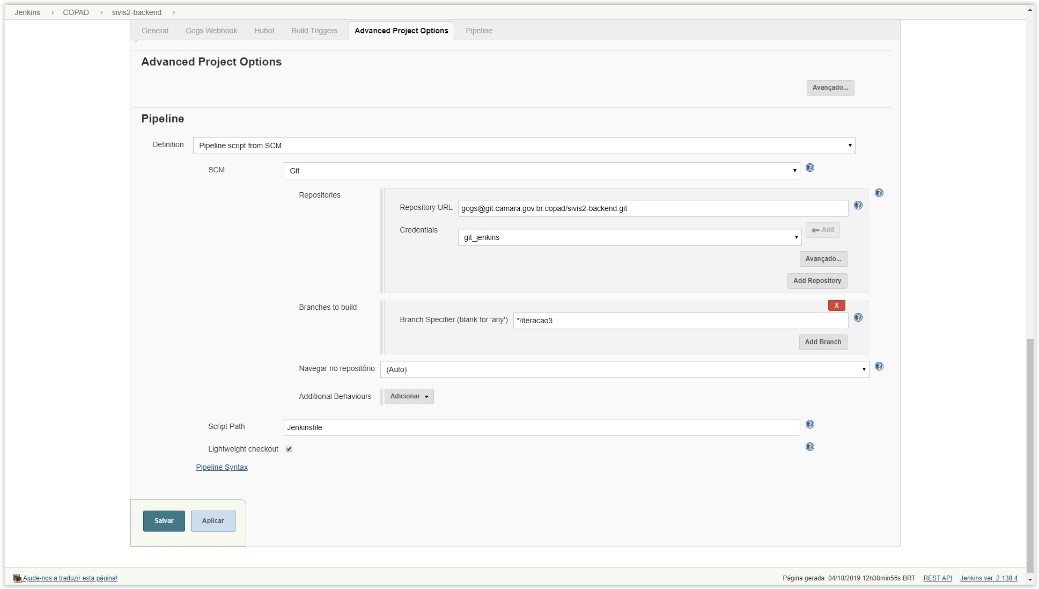 Jenkins › COPAD › sivis2-backend ›
General Gogs Webhook Hubot Build Triggers Advanced Project Options Pipeline
Advanced Project Options
Avançado...
Pipeline
Definition Pipeline script from SCM
SCM Git
Repositories
Repository URL gogs@git.camara.gov.br:copad/sivis2-backend.git
Credentials git_jenkins Add
Avançado...
Add Repository
Branches to build
X
Branch Specifier (blank for 'any') */iteracao3
Add Branch
Navegar no repositório (Auto)
Additional Behaviours Adicionar
Script Path Jenkinsfile
Lightweight checkout
Pipeline Syntax
Salvar Aplicar
Ajude-nos a traduzir esta página! Página gerada: 04/10/2019 12h38min56s BRT REST API Jenkins ver. 2.138.4